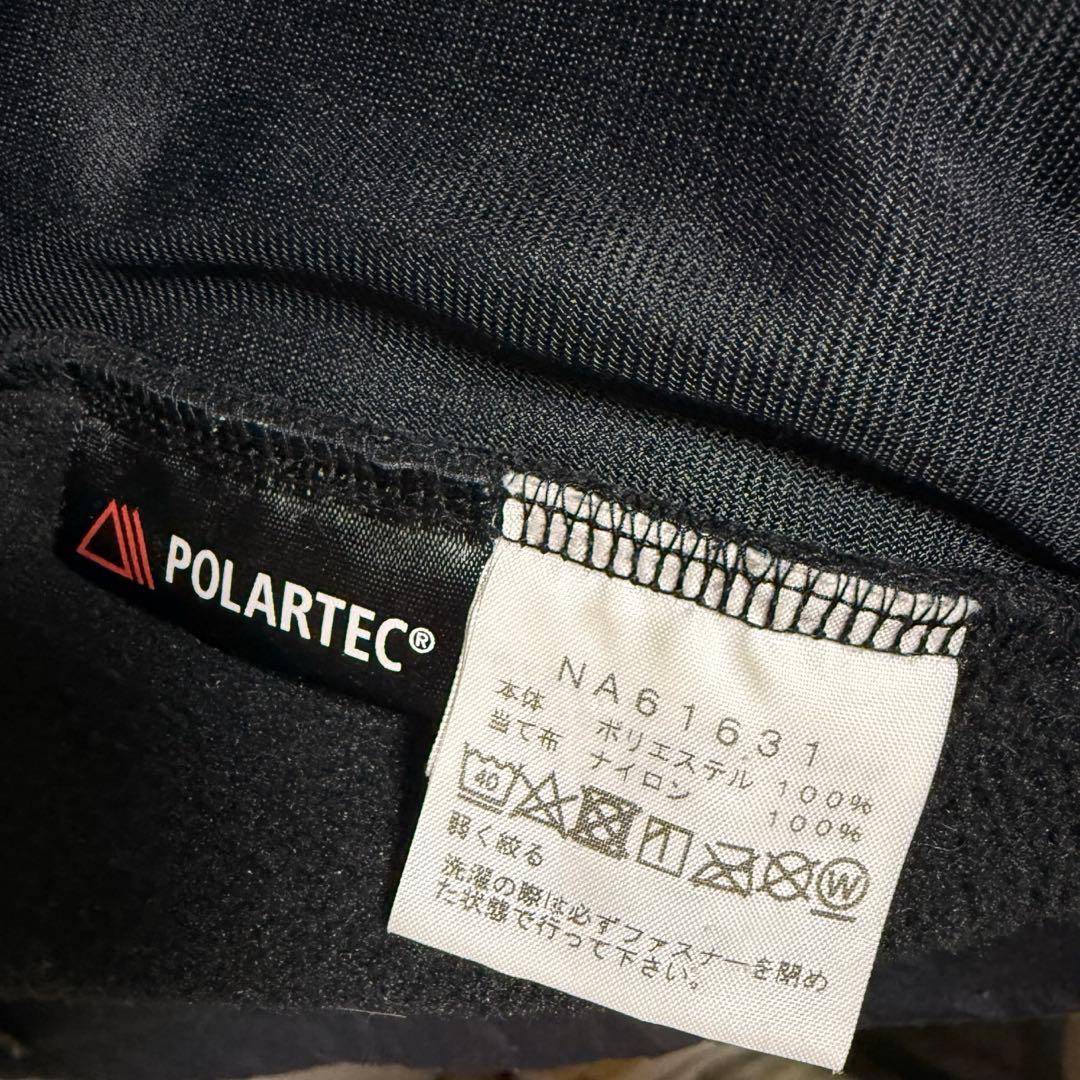 POLARTEC®
NA61631
本体 ポリエステル 100%
当て布 ナイロン 100%
40 W
弱く絞る
洗濯の際は必ずファスナーを閉め
た状態で行って下さい。